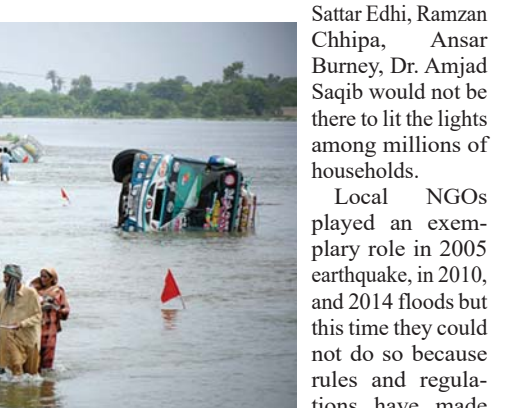 Sattar Edhi, Ramzan
Chhipa, Ansar
Burney, Dr. Amjad
Saqib would not be
there to lit the lights
among millions of
households.
Local NGOs
played an exem-
plary role in 2005
earthquake, in 2010,
and 2014 floods but
this time they could
not do so because
rules and regula-
tions have made